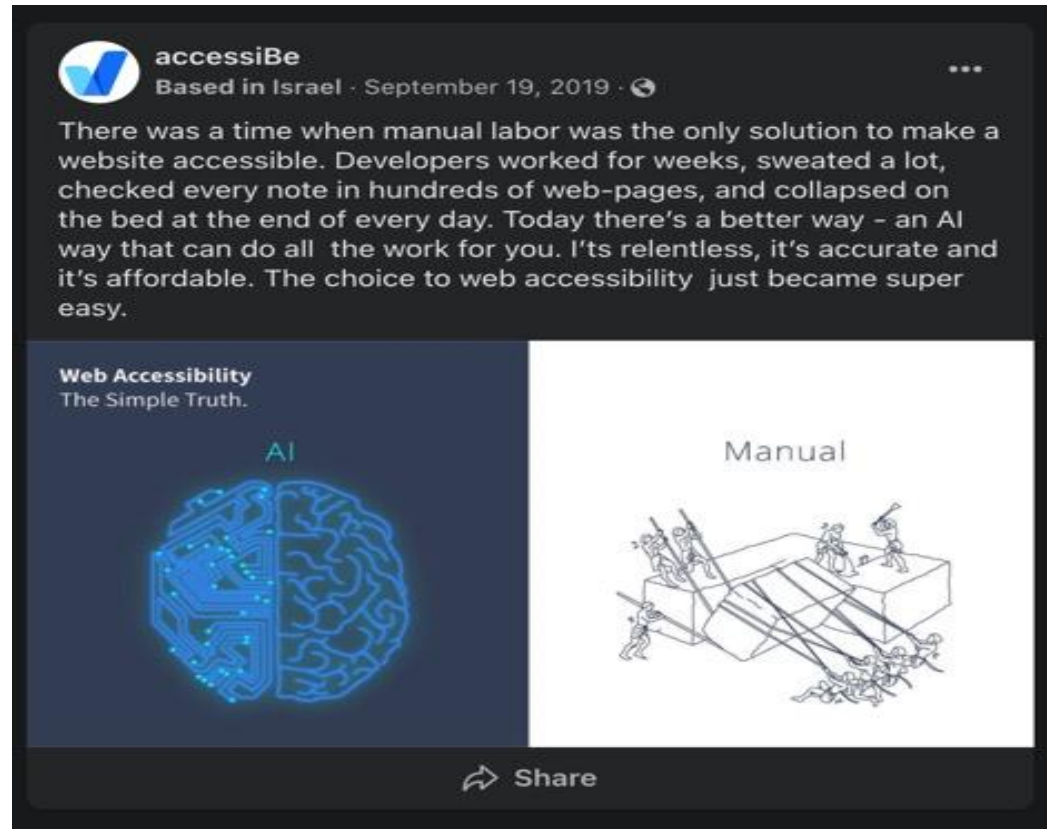 accessiBe
Based in Israel · September 19, 2019 ·
There was a time when manual labor was the only solution to make a
website accessible. Developers worked for weeks, sweated a lot,
checked every note in hundreds of web-pages, and collapsed on
the bed at the end of every day. Today there's a better way – an AI
way that can do all the work for you. I'ts relentless, it's accurate and
it's affordable. The choice to web accessibility just became super
easy.
Web Accessibility
The Simple Truth.
AI
Manual
Share